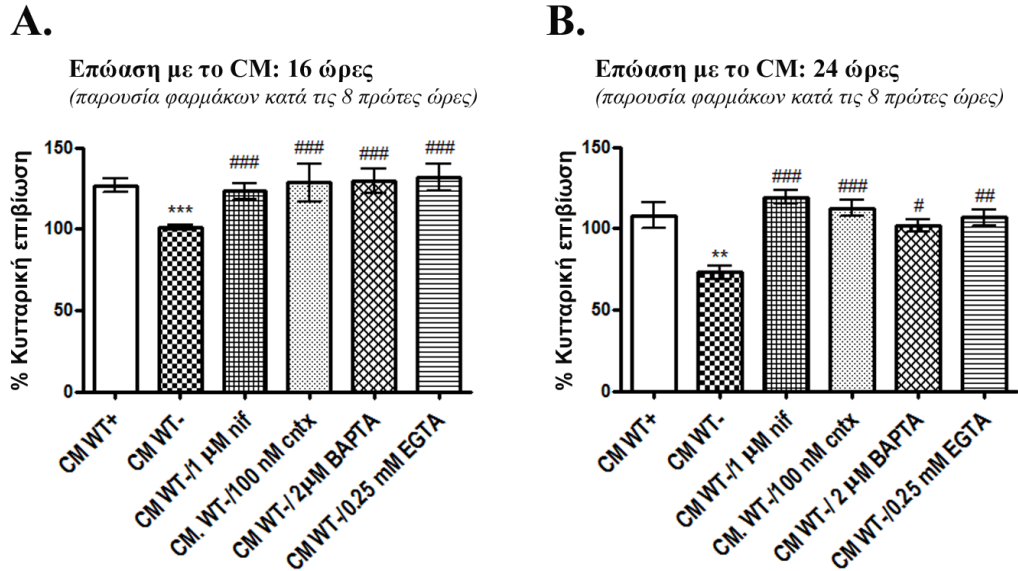 A.
Επώαση με το CM: 16 ώρες
(παρουσία φαρμάκων κατά τις 8 πρώτες ώρες)
% Κυτταρική επιβίωση
150
100
50
0
***
###
###
###
###
CM WT+
CM WT-
CM WT-/1 μM nif
CM. WT-/100 nM cntx
CM WT-/ 2μM BAPTA
CM WT-/0.25 mM EGTA
B.
Επώαση με το CM: 24 ώρες
(παρουσία φαρμάκων κατά τις 8 πρώτες ώρες)
% Κυτταρική επιβίωση
150
100
50
0
**
###
###
#
##
CM WT+
CM WT-
CM WT-/1 μM nif
CM. WT-/100 nM cntx
CM WT-/ 2 μM BAPTA
CM WT-/0.25 mM EGTA